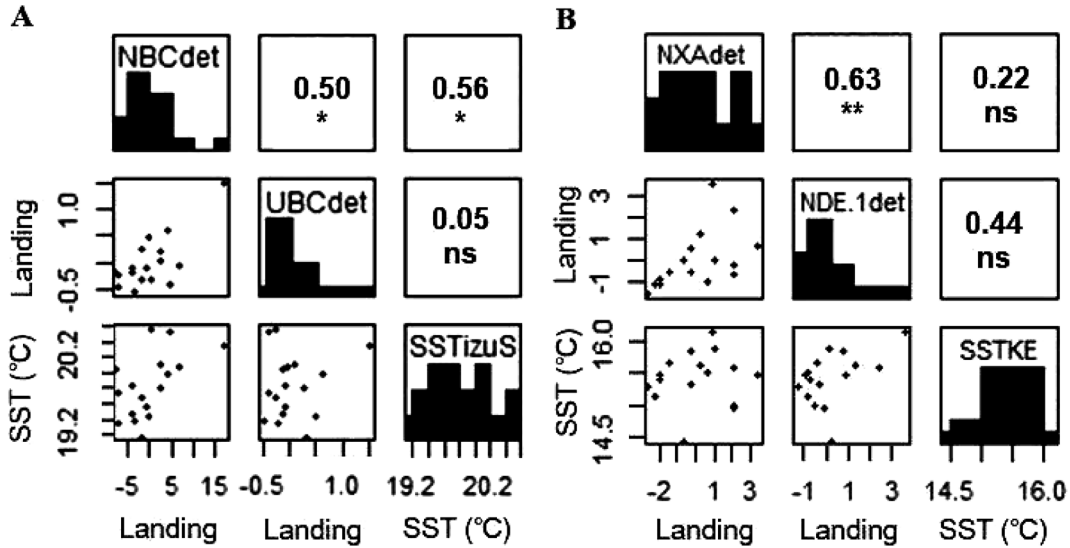 A B
NBCdet 0.50 0.56 NXAdet 0.63 0.22
* * ** ns
Landing 1.0 -0.5 UBCdet 0.05 ns Landing 3 1 -1 NDE.1det 0.44 ns
SST (°C) 20.2 19.2 SSTizuS SST (°C) 16.0 14.5 SSTKE
-5 5 15 -0.5 1.0 19.2 20.2 -2 1 3 -1 1 3 14.5 16.0
Landing Landing SST (°C) Landing Landing SST (°C)